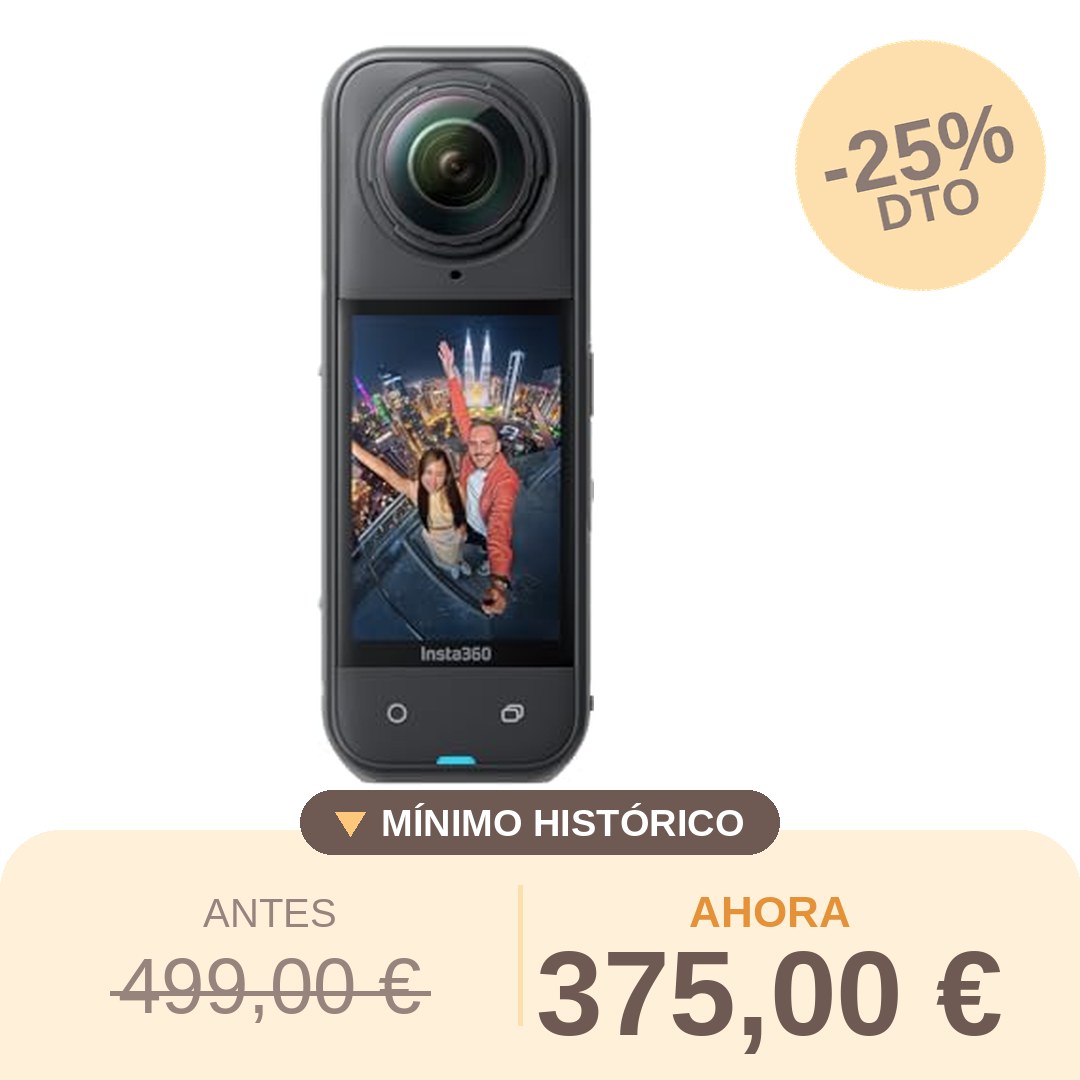 -25%
DTO
Insta360
MÍNIMO HISTÓRICO
ANTES
AHORA
499,00 €
375,00 €